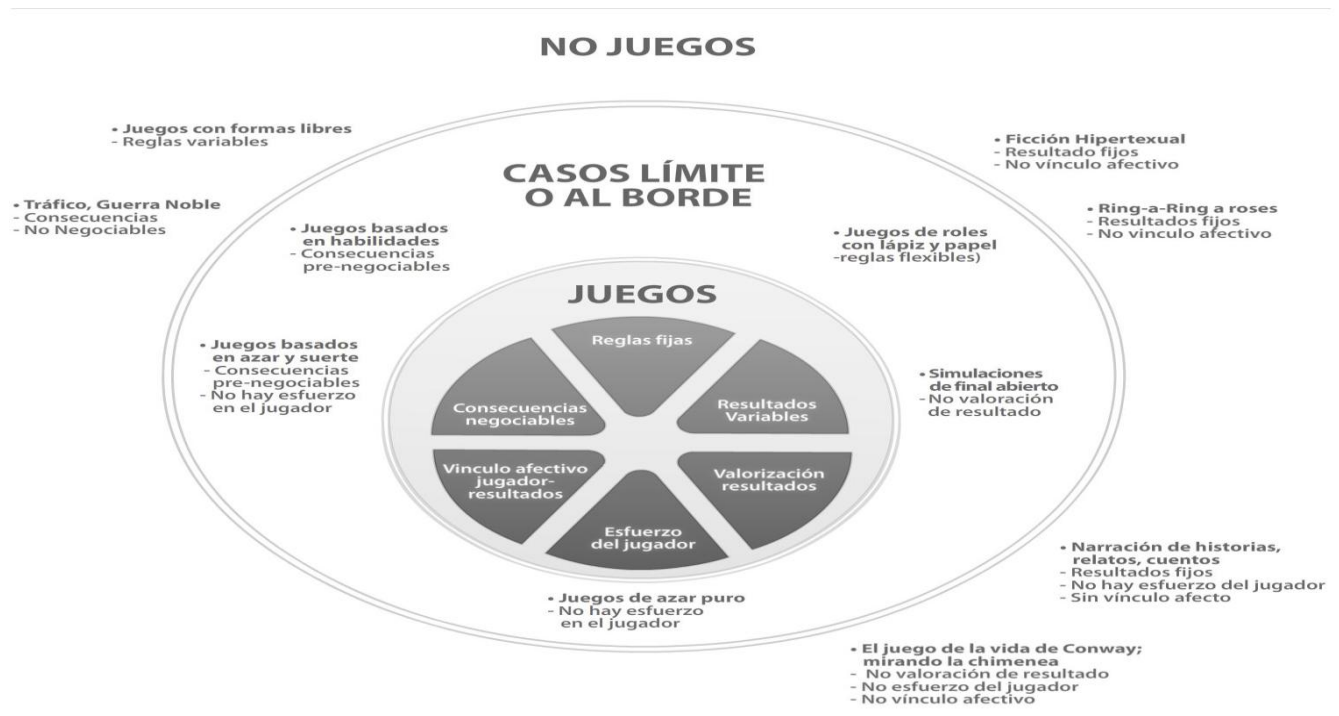 NO JUEGOS
• Juegos con formas libres
- Reglas variables
• Tráfico, Guerra Noble
- Consecuencias
- No Negociables
• Ficción Hipertexual
- Resultado fijos
- No vínculo afectivo
• Ring-a-Ring a roses
- Resultados fijos
- No vinculo afectivo
CASOS LÍMITE
O AL BORDE
• Juegos basados
en habilidades
- Consecuencias
pre-negociables
• Juegos de roles
con lápiz y papel
-reglas flexibles)
• Juegos basados
en azar y suerte
- Consecuencias
pre-negociables
- No hay esfuerzo
en el jugador
• Simulaciones
de final abierto
- No valoración
de resultado
JUEGOS
Reglas fijas
Consecuencias
negociables
Resultados
Variables
Vinculo afectivo
jugador-
resultados
Valorización
resultados
Esfuerzo
del jugador
• Juegos de azar puro
- No hay esfuerzo
en el jugador
• Narración de historias,
relatos, cuentos
- Resultados fijos
- No hay esfuerzo del jugador
- Sin vínculo afecto
• El juego de la vida de Conway;
mirando la chimenea
- No valoración de resultado
- No esfuerzo del jugador
- No vínculo afectivo